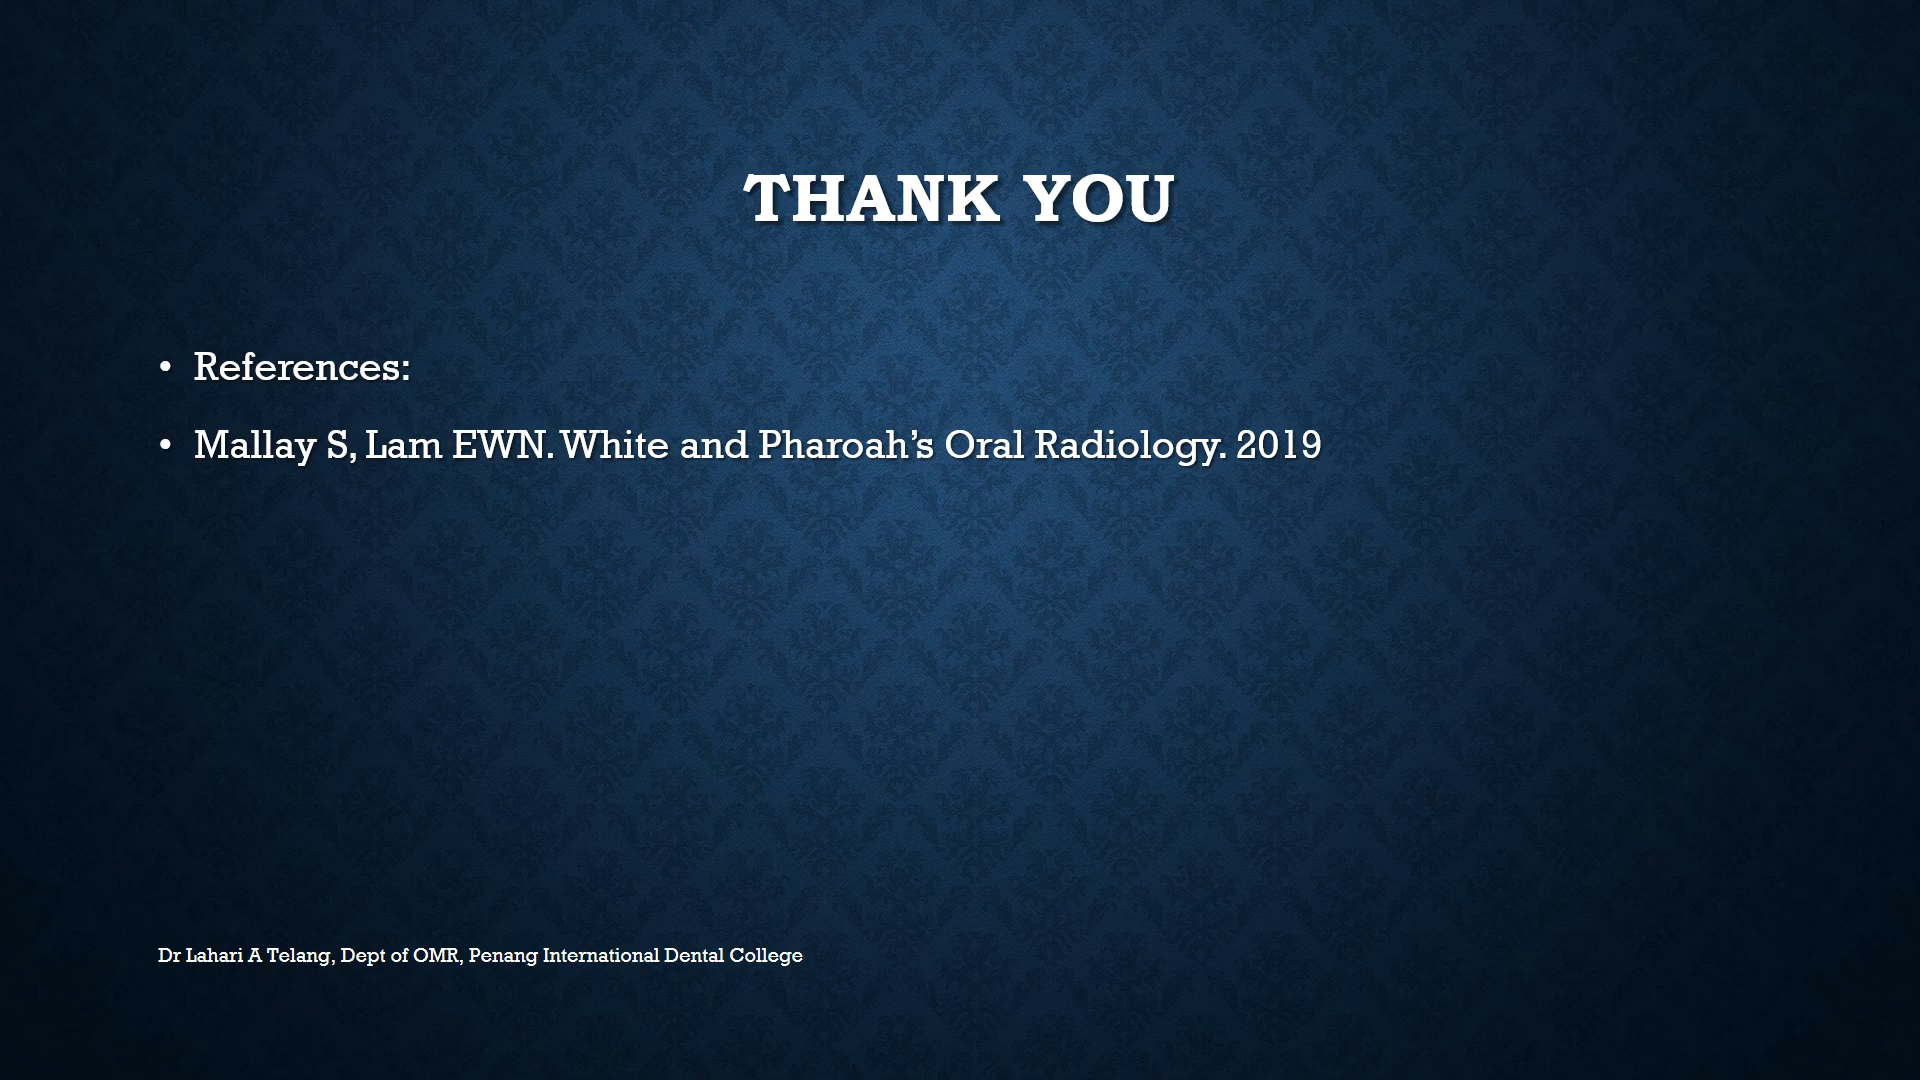 THANK YOU
• References:
• Mallay S, Lam EWN. White and Pharoah’s Oral Radiology. 2019
Dr Lahari A Telang, Dept of OMR, Penang International Dental College